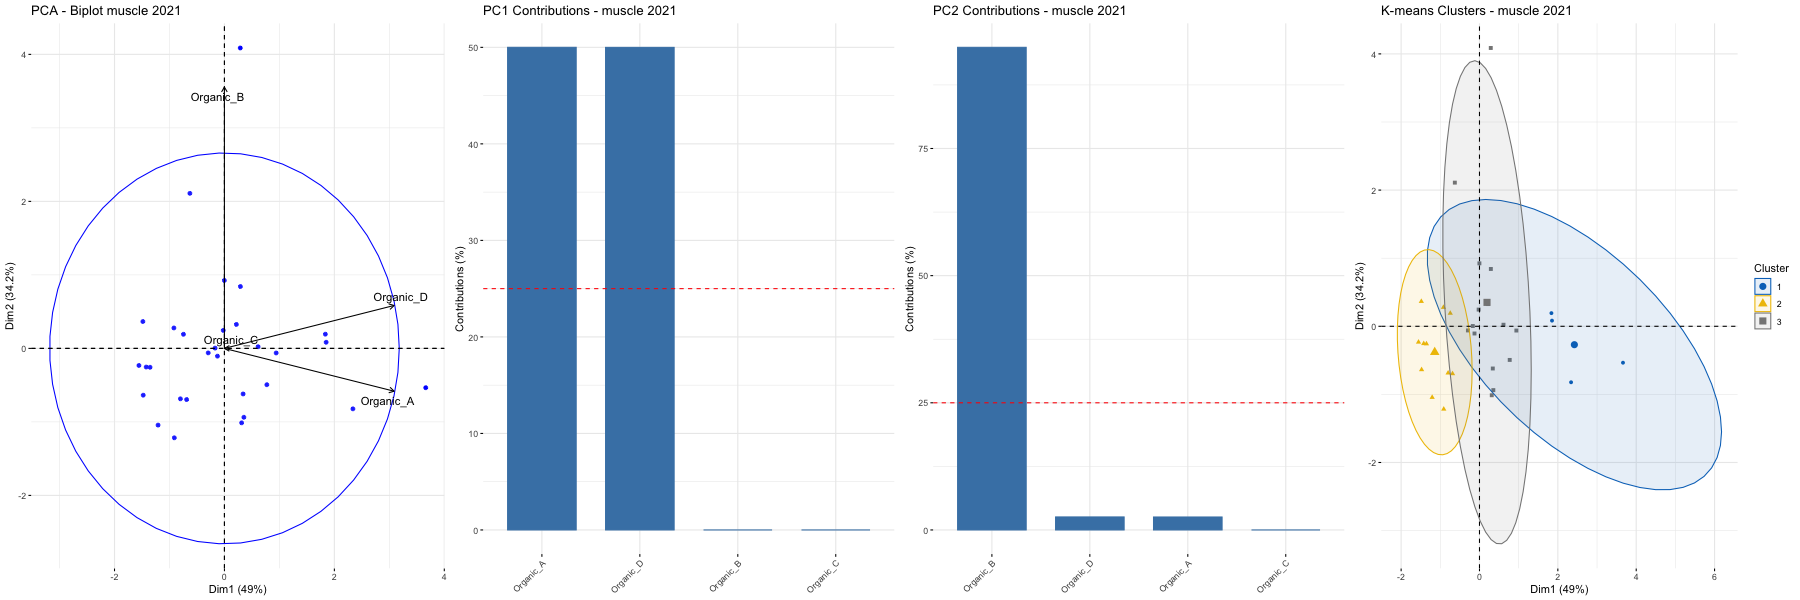 PCA - Biplot muscle 2021
4
2
0
-2
Dim2 (34.2%)
Organic_B
Organic_D
Organic_C
Organic_A
-2
0
2
4
Dim1 (49%)
PC1 Contributions - muscle 2021
50
40
30
20
10
0
Contributions (%)
Organic_A
Organic_D
Organic_B
Organic_C
PC2 Contributions - muscle 2021
75
50
25
0
Contributions (%)
Organic_B
Organic_D
Organic_A
Organic_C
K-means Clusters - muscle 2021
4
2
0
-2
Dim2 (34.2%)
-2
0
2
4
6
Dim1 (49%)
Cluster
1
2
3